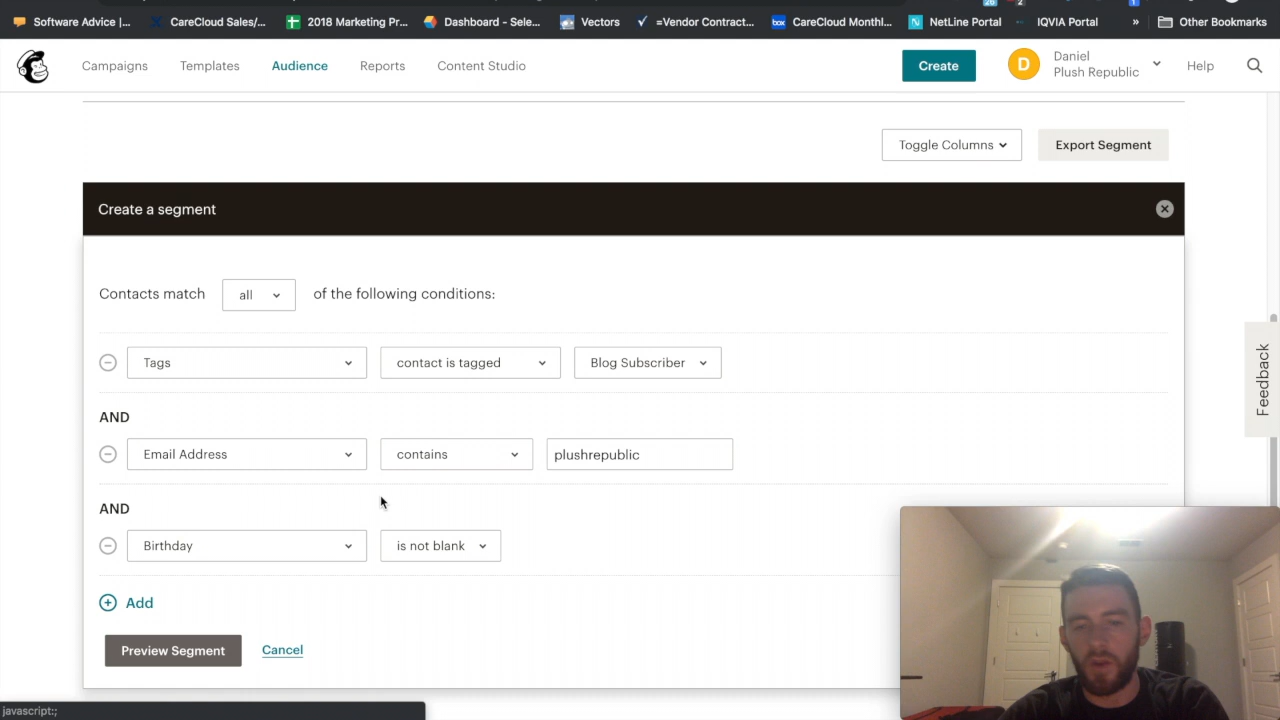 Software Advice |... CareCloud Sales/... 2018 Marketing Pr... Dashboard - Sele... Vectors =Vendor Contract... CareCloud Monthl... NetLine Portal IQVIA Portal » Other Bookmarks
Campaigns Templates Audience Reports Content Studio Create D Daniel Help
Plush Republic
Toggle Columns Export Segment
Create a segment
Contacts match all of the following conditions:
Tags contact is tagged Blog Subscriber
AND
Email Address contains plushrepublic
AND
Birthday is not blank
Add
Preview Segment Cancel
Feedback
javascript:;